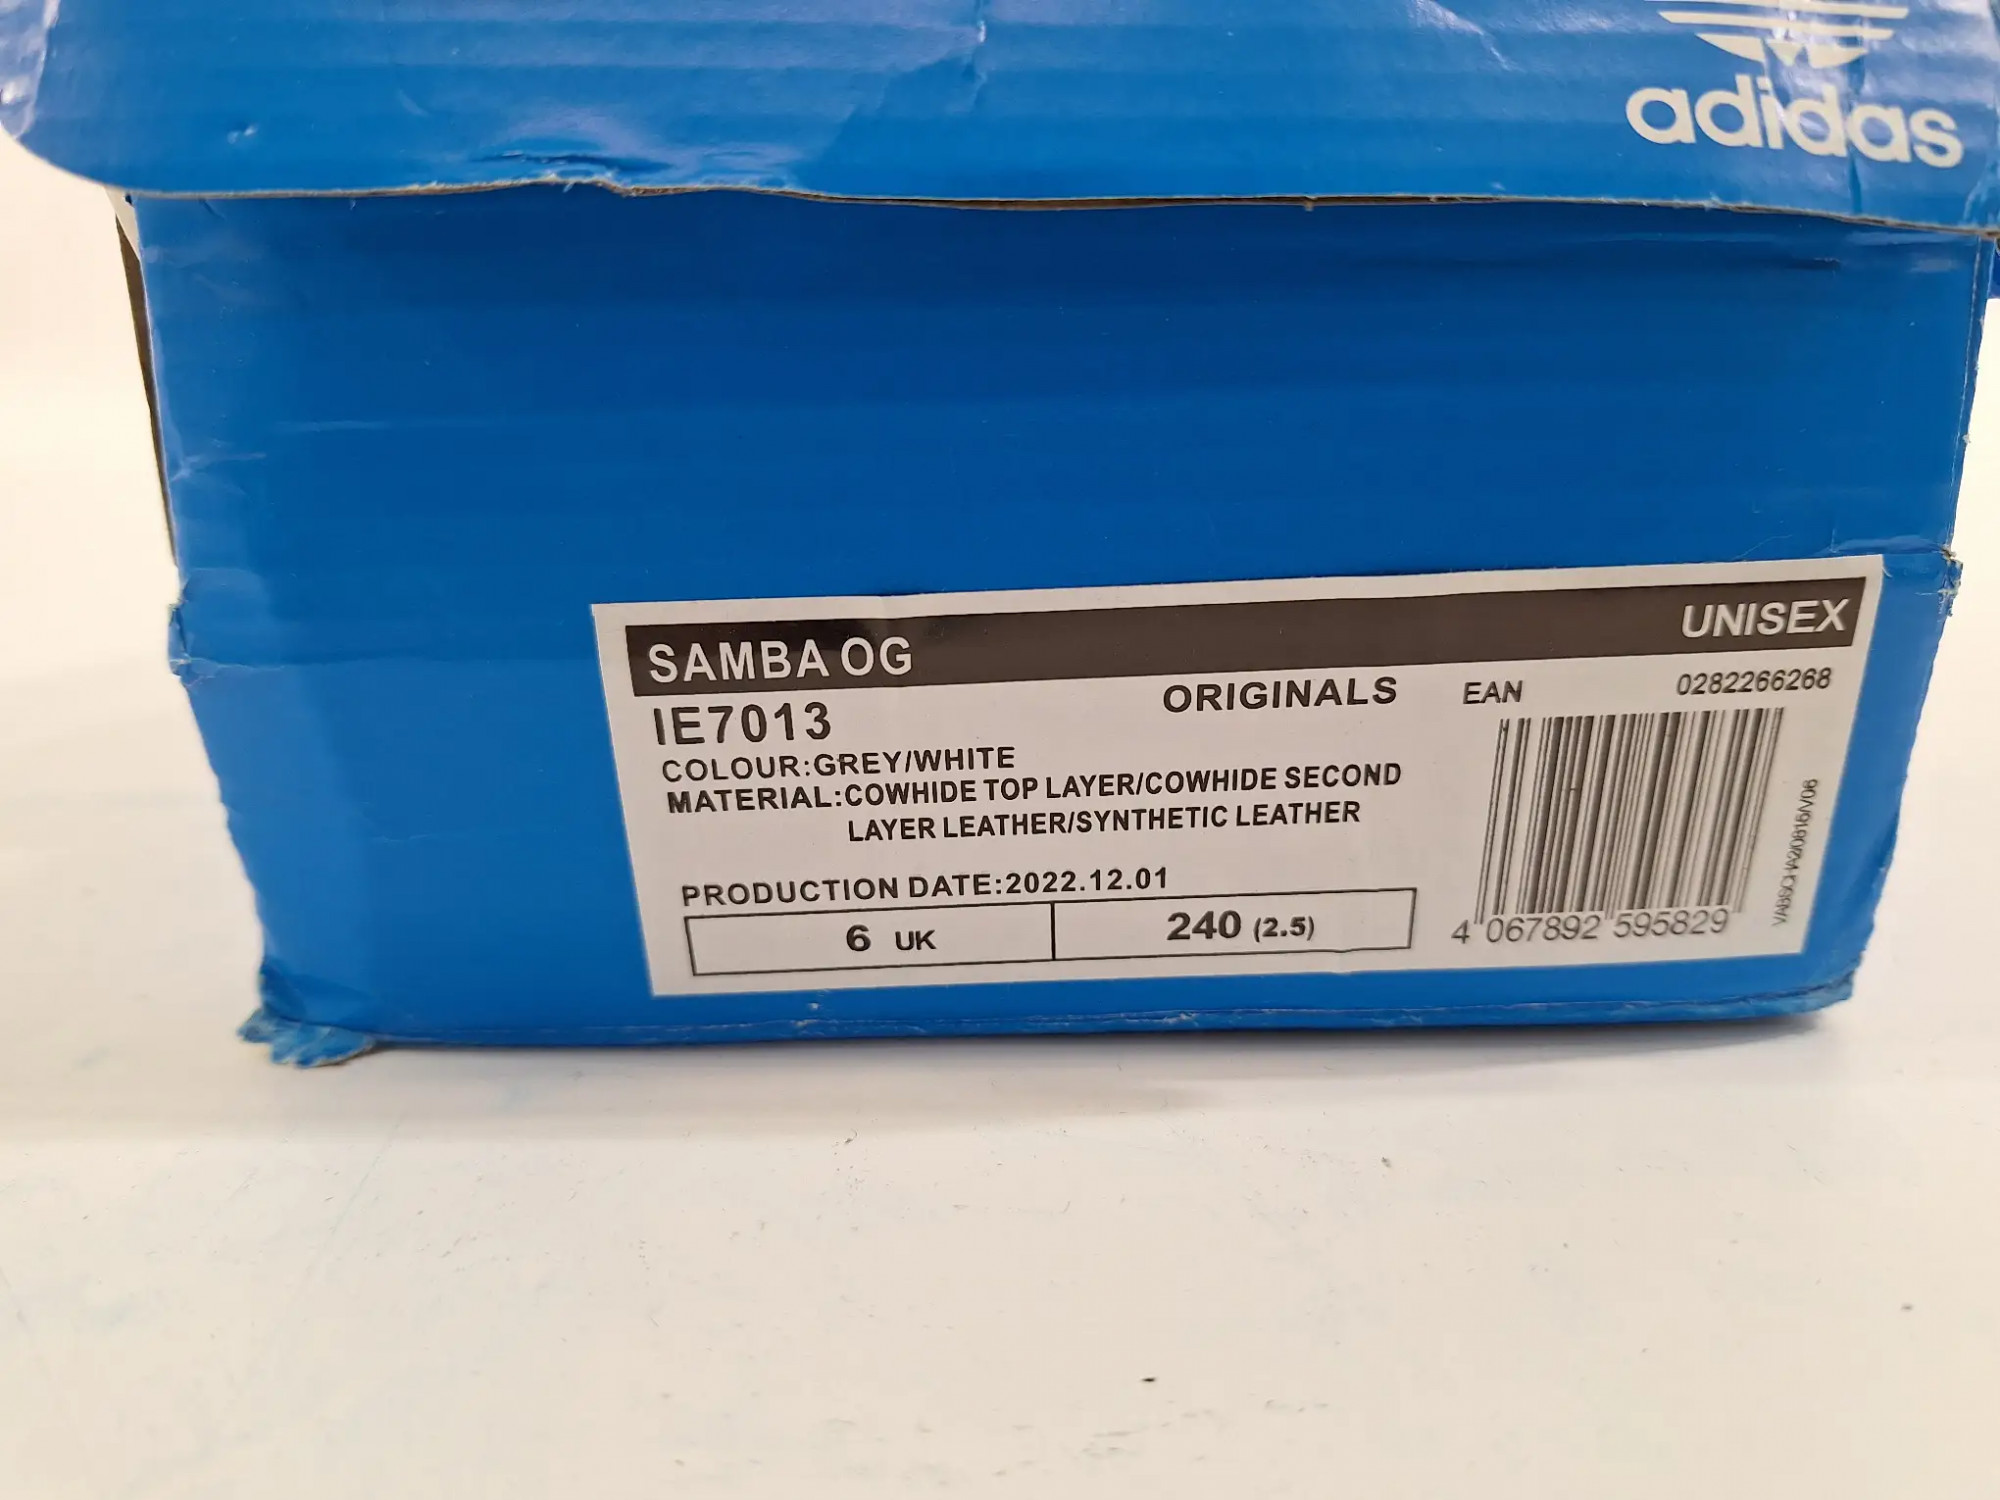 adidas
SAMBA OG UNISEX
IE7013 ORIGINALS EAN 0282266268
COLOUR:GREY/WHITE
MATERIAL:COWHIDE TOP LAYER/COWHIDE SECOND
LAYER LEATHER/SYNTHETIC LEATHER
PRODUCTION DATE:2022.12.01
6 UK 240 (2.5)
4 067892 595829